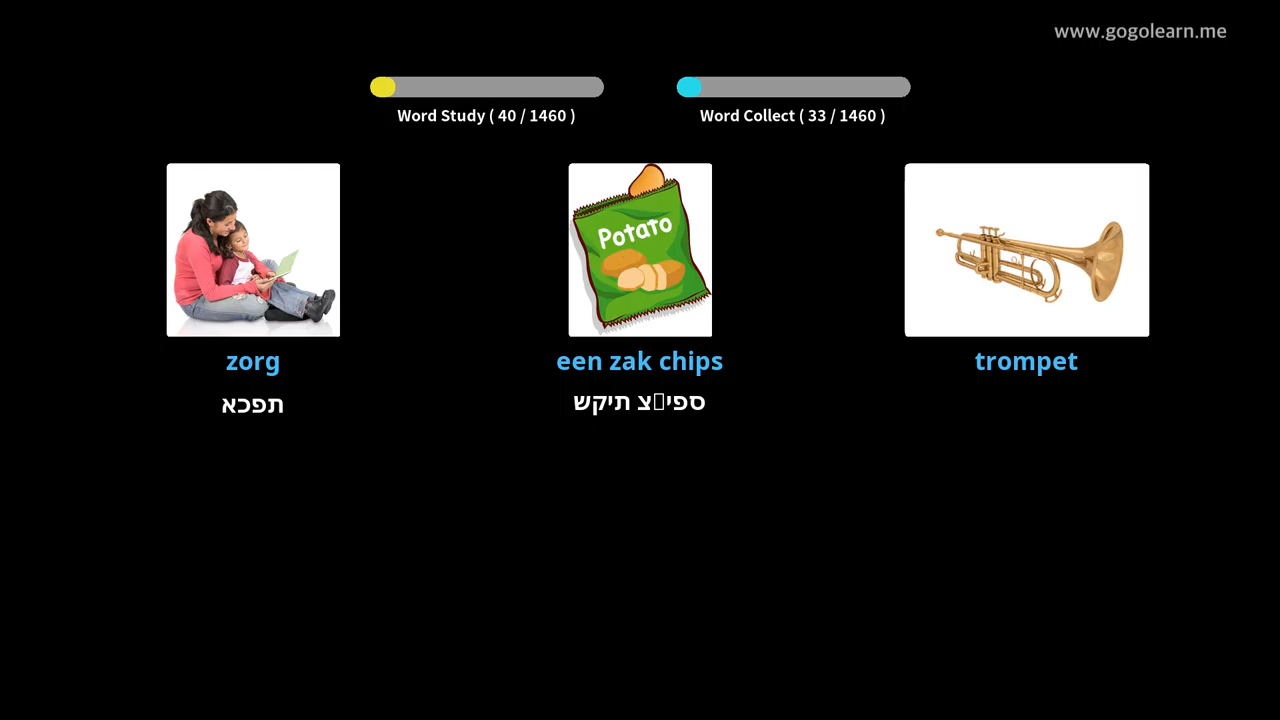 www.gogolearn.me
Word Study ( 40 / 1460 )
Word Collect ( 33 / 1460 )
Potato
zorg
een zak chips
trompet
תפכא
ספי▯צ תיקש